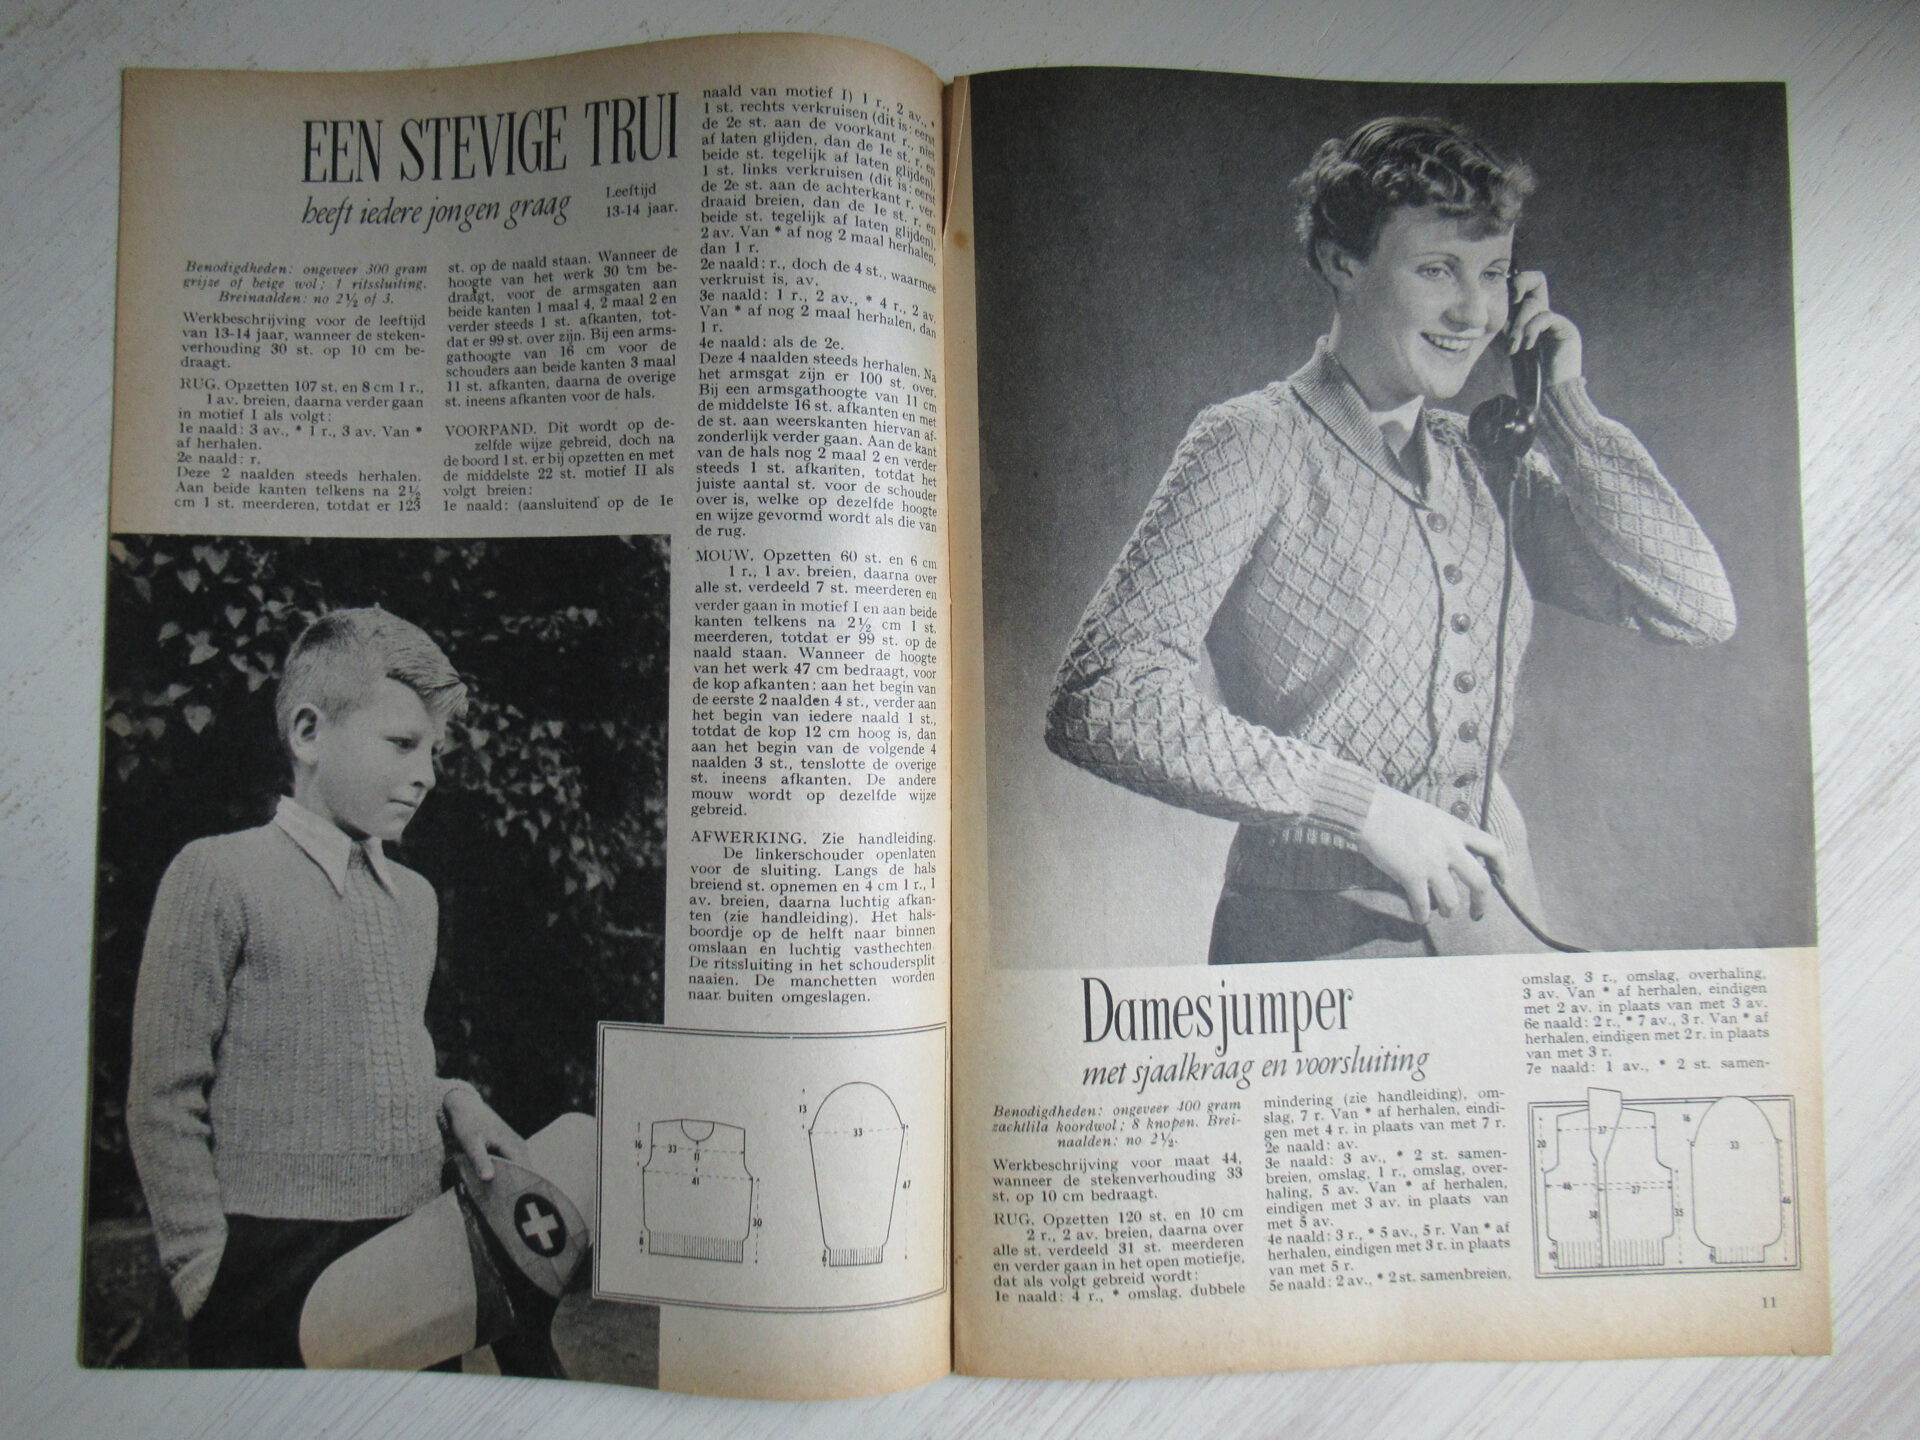 EEN STEVIGE TRUI
heeft iedere jongen graag
Leeftijd
13-14 jaar.
Benodigdheden: ongeveer 300 gram
grijze of beige wol; 1 ritssluiting.
Breinaalden: no 2½ of 3.
Werkbeschrijving voor de leeftijd
van 13-14 jaar, wanneer de steken-
verhouding 30 st. op 10 cm be-
draagt.
RUG. Opzetten 107 st. en 8 cm 1 r.,
1 av. breien, daarna verder gaan
in motief I als volgt:
1e naald: 3 av., * 1 r., 3 av. Van *
af herhalen.
2e naald: r.
Deze 2 naalden steeds herhalen.
Aan beide kanten telkens na 2½
cm 1 st. meerderen, totdat er 123
st. op de naald staan. Wanneer de
hoogte van het werk 30 cm be-
draagt, voor de armsgaten aan
beide kanten 1 maal 4, 2 maal 2 en
verder steeds 1 st. afkanten, tot-
dat er 99 st. over zijn. Bij een arms-
gathoogte van 16 cm voor de
schouders aan beide kanten 3 maal
11 st. afkanten, daarna de overige
st. ineens afkanten voor de hals.
VOORPAND. Dit wordt op de-
zelfde wijze gebreid, doch na
de boord 1 st. er bij opzetten en met
de middelste 22 st. motief II als
volgt breien:
1e naald: (aansluitend op de 1e
naald van motief I) 1 r., 2 av., *
1 st. rechts verkruisen (dit is: eerst
de 2e st. aan de voorkant r., niet
af laten glijden, dan de 1e st. r. en
beide st. tegelijk af laten glijden),
1 st. links verkruisen (dit is: eerst
de 2e st. aan de achterkant r. ver-
draaid breien, dan de 1e st. r. en
beide st. tegelijk af laten glijden),
2 av. Van * af nog 2 maal herhalen,
dan 1 r.
2e naald: r., doch de 4 st., waarmee
verkruist is, av.
3e naald: 1 r., 2 av., * 4 r., 2 av.
Van * af nog 2 maal herhalen, dan
1 r.
4e naald: als de 2e.
Deze 4 naalden steeds herhalen. Na
het armsgat zijn er 100 st. over.
Bij een armsgathoogte van 11 cm
de middelste 16 st. afkanten en met
de st. aan weerskanten hiervan af-
zonderlijk verder gaan. Aan de kant
van de hals nog 2 maal 2 en verder
steeds 1 st. afkanten, totdat het
juiste aantal st. voor de schouder
over is, welke op dezelfde hoogte
en wijze gevormd wordt als die van
de rug.
MOUW. Opzetten 60 st. en 6 cm
1 r., 1 av. breien, daarna over
alle st. verdeeld 7 st. meerderen en
verder gaan in motief I en aan beide
kanten telkens na 2½ cm 1 st.
meerderen, totdat er 99 st. op de
naald staan. Wanneer de hoogte
van het werk 47 cm bedraagt, voor
de kop afkanten: aan het begin van
de eerste 2 naalden 4 st., verder aan
het begin van iedere naald 1 st.,
totdat de kop 12 cm hoog is, dan
aan het begin van de volgende 4
naalden 3 st., tenslotte de overige
st. ineens afkanten. De andere
mouw wordt op dezelfde wijze
gebreid.
AFWERKING. Zie handleiding.
De linkerschouder openlaten
voor de sluiting. Langs de hals
breiend st. opnemen en 4 cm 1 r., 1
av. breien, daarna luchtig afkan-
ten (zie handleiding). Het hals-
boordje op de helft naar binnen
omslaan en luchtig vasthechten.
De ritssluiting in het schoudersplit
naaien. De manchetten worden
naar buiten omgeslagen.
16
33
11
41
30
8
13
33
47
6
Damesjumper
met sjaalkraag en voorsluiting
Benodigdheden: ongeveer 400 gram
zachtlila koordwol; 8 knopen. Brei-
naalden: no 2½.
Werkbeschrijving voor maat 44,
wanneer de stekenverhouding 33
st. op 10 cm bedraagt.
RUG. Opzetten 120 st. en 10 cm
2 r., 2 av. breien, daarna over
alle st. verdeeld 31 st. meerderen
en verder gaan in het open motiefje,
dat als volgt gebreid wordt:
1e naald: 4 r., * omslag, dubbele
mindering (zie handleiding), om-
slag, 7 r. Van * af herhalen, eindi-
gen met 4 r. in plaats van met 7 r.
2e naald: av.
3e naald: 3 av., * 2 st. samen-
breien, omslag, 1 r., omslag, over-
haling, 5 av. Van * af herhalen,
eindigen met 3 av. in plaats van
met 5 av.
4e naald: 3 r., * 5 av., 5 r. Van * af
herhalen, eindigen met 3 r. in plaats
van met 5 r.
5e naald: 2 av., * 2 st. samenbreien,
omslag, 3 r., omslag, overhaling,
3 av. Van * af herhalen, eindigen
met 2 av. in plaats van met 3 av.
6e naald: 2 r., * 7 av., 3 r. Van * af
herhalen, eindigen met 2 r. in plaats
van met 3 r.
7e naald: 1 av., * 2 st. samen-
20
37
46
27
38
35
10
16
33
46
6
11